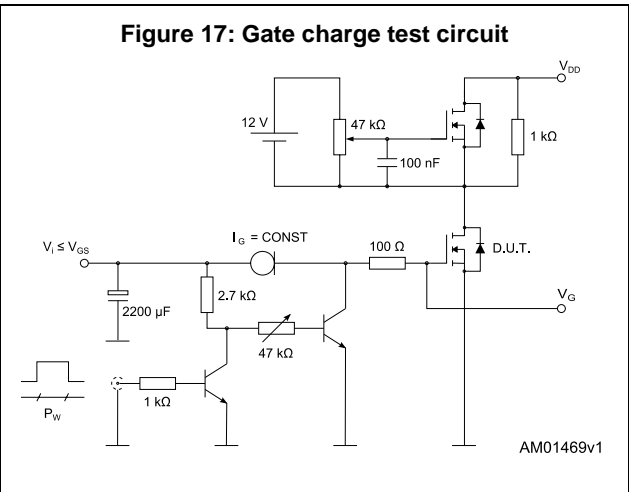 Figure 17: Gate charge test circuit
V_DD
12 V
47 kΩ
1 kΩ
100 nF
I_G = CONST
V_i ≤ V_GS
100 Ω
D.U.T.
2.7 kΩ
2200 μF
V_G
47 kΩ
1 kΩ
P_W
AM01469v1